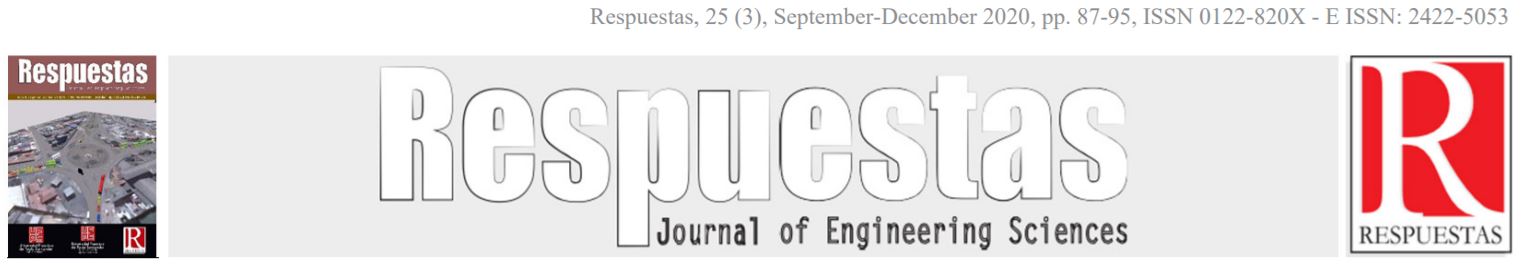 Respuestas, 25 (3), September-December 2020, pp. 87-95, ISSN 0122-820X - E ISSN: 2422-5053
Respuestas
Respuestas
Journal of Engineering Sciences
R
RESPUESTAS
R